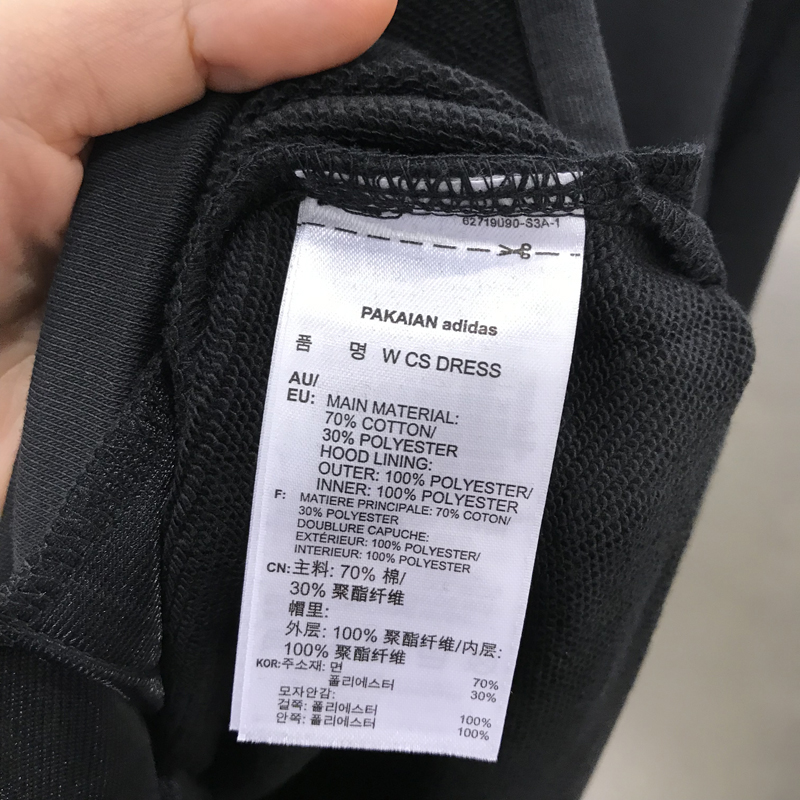 62719090-S3A-1
PAKAIAN adidas
품 명 W CS DRESS
AU/
EU: MAIN MATERIAL:
70% COTTON/
30% POLYESTER
HOOD LINING:
OUTER: 100% POLYESTER/
INNER: 100% POLYESTER
F: MATIERE PRINCIPALE: 70% COTON/
30% POLYESTER
DOUBLURE CAPUCHE:
EXTÉRIEUR: 100% POLYESTER/
INTERIEUR: 100% POLYESTER
CN: 主料: 70% 棉/
30% 聚酯纤维
帽里:
外层: 100% 聚酯纤维/内层:
100% 聚酯纤维
KOR: 주소재: 면 70%
폴리에스터 30%
모자안감:
겉쪽: 폴리에스터 100%
안쪽: 폴리에스터 100%